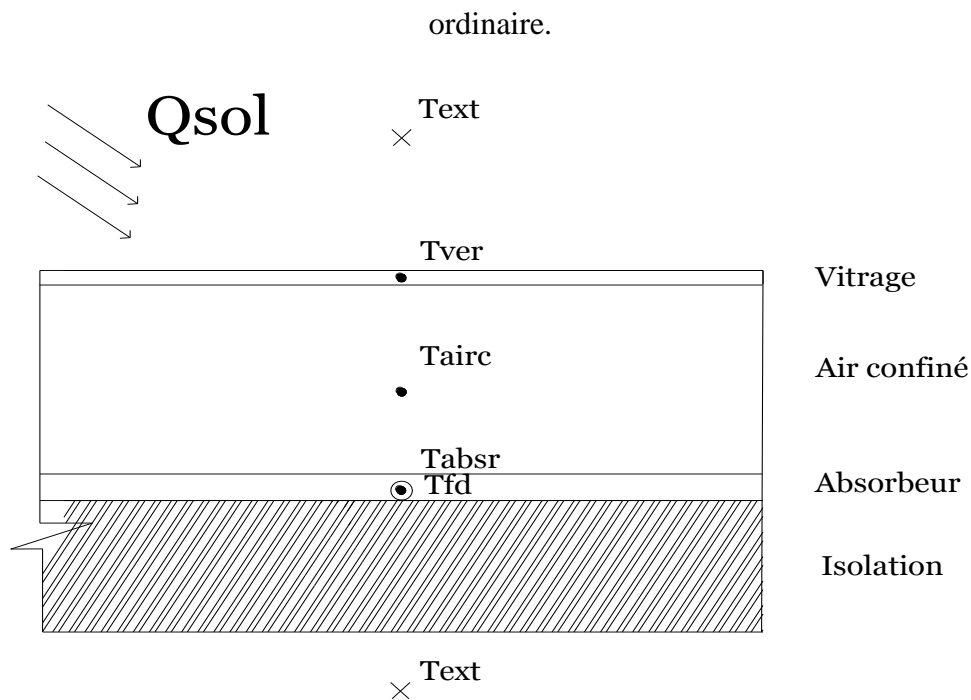 ordinaire.
Qsol
Text
Tver
Vitrage
Tairc
Air confiné
Tabsr
Tfd
Absorbeur
Isolation
Text